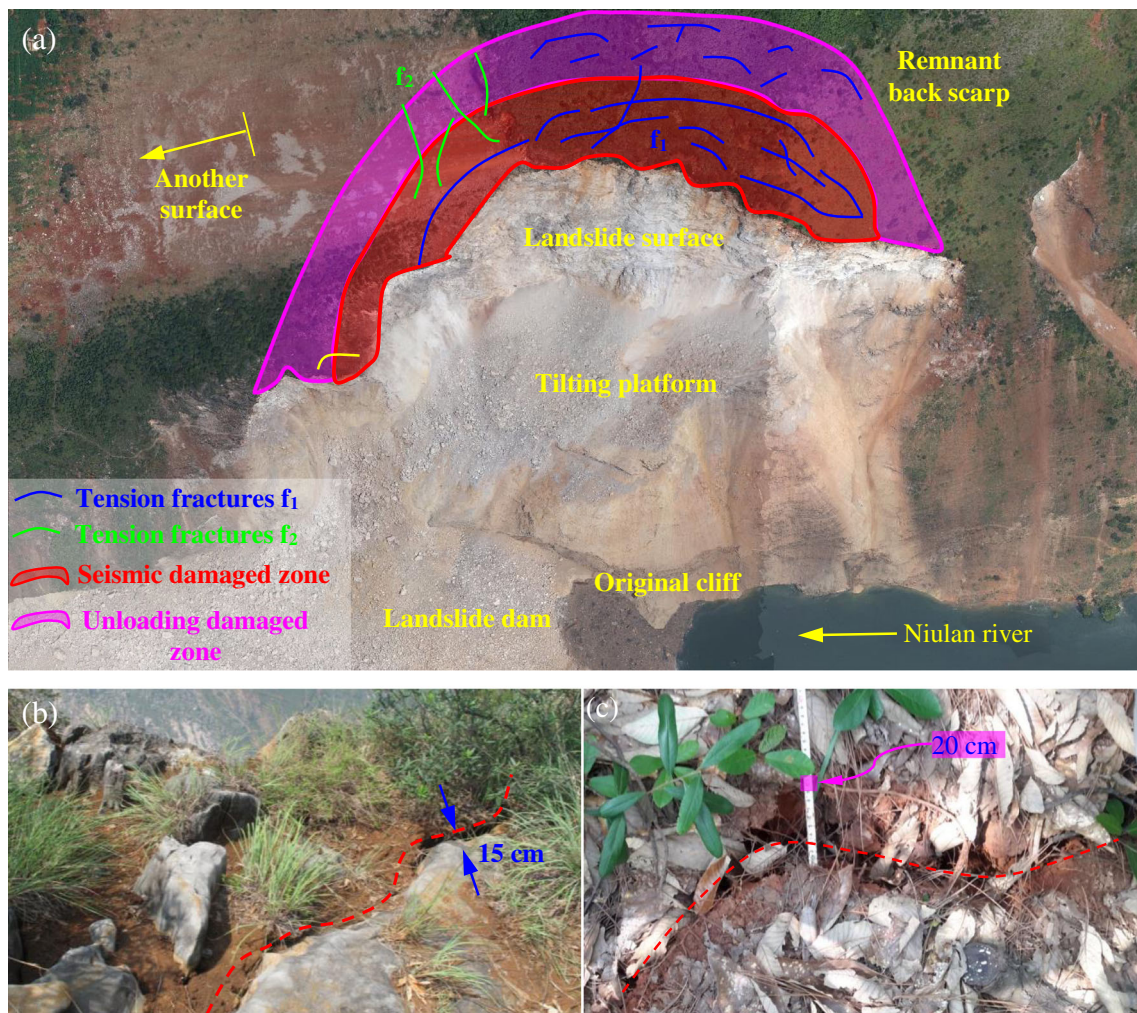 (a)
f₂
Remnant
back scarp
Another
surface
f₁
Landslide surface
Tilting platform
Tension fractures f₁
Tension fractures f₂
Seismic damaged zone
Unloading damaged
zone
Original cliff
Landslide dam
Niulan river
(b)
15 cm
(c)
20 cm